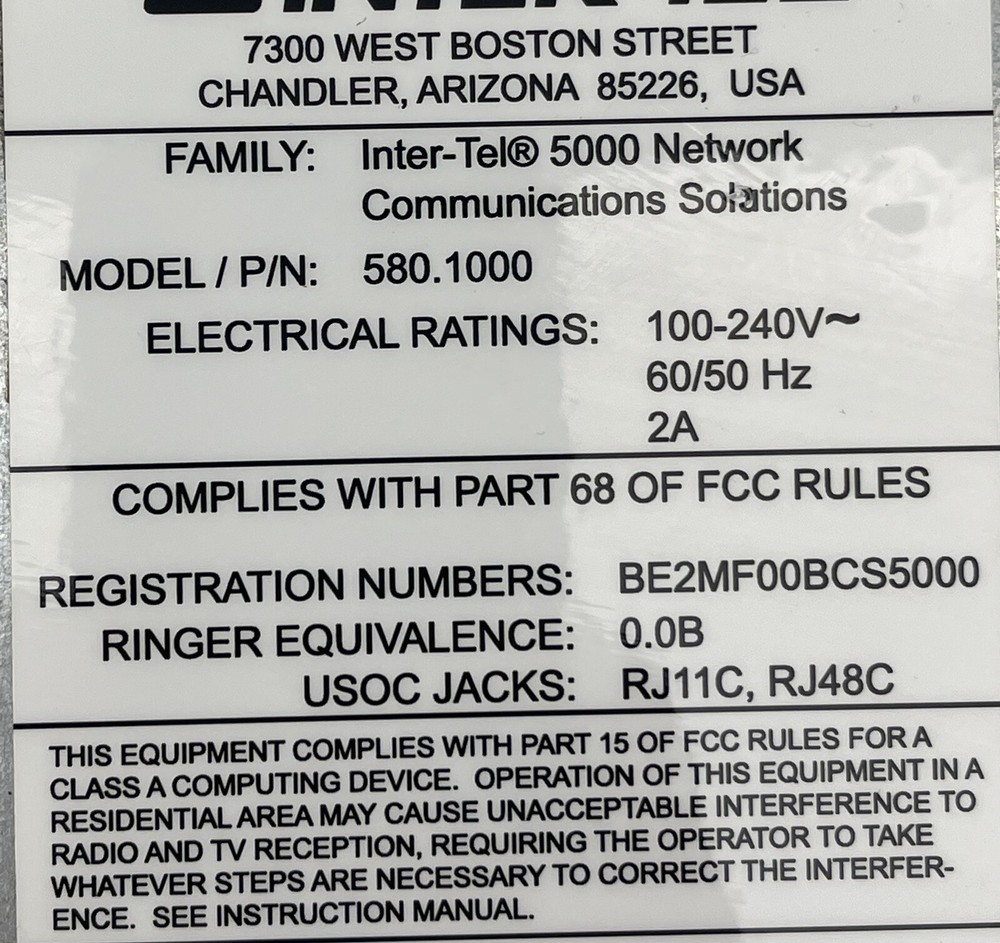 INTER-TEL
7300 WEST BOSTON STREET
CHANDLER, ARIZONA 85226, USA
FAMILY: Inter-Tel® 5000 Network
Communications Solutions
MODEL / P/N: 580.1000
ELECTRICAL RATINGS: 100-240V~
60/50 Hz
2A
COMPLIES WITH PART 68 OF FCC RULES
REGISTRATION NUMBERS: BE2MF00BCS5000
RINGER EQUIVALENCE: 0.0B
USOC JACKS: RJ11C, RJ48C
THIS EQUIPMENT COMPLIES WITH PART 15 OF FCC RULES FOR A
CLASS A COMPUTING DEVICE. OPERATION OF THIS EQUIPMENT IN A
RESIDENTIAL AREA MAY CAUSE UNACCEPTABLE INTERFERENCE TO
RADIO AND TV RECEPTION, REQUIRING THE OPERATOR TO TAKE
WHATEVER STEPS ARE NECESSARY TO CORRECT THE INTERFER-
ENCE. SEE INSTRUCTION MANUAL.